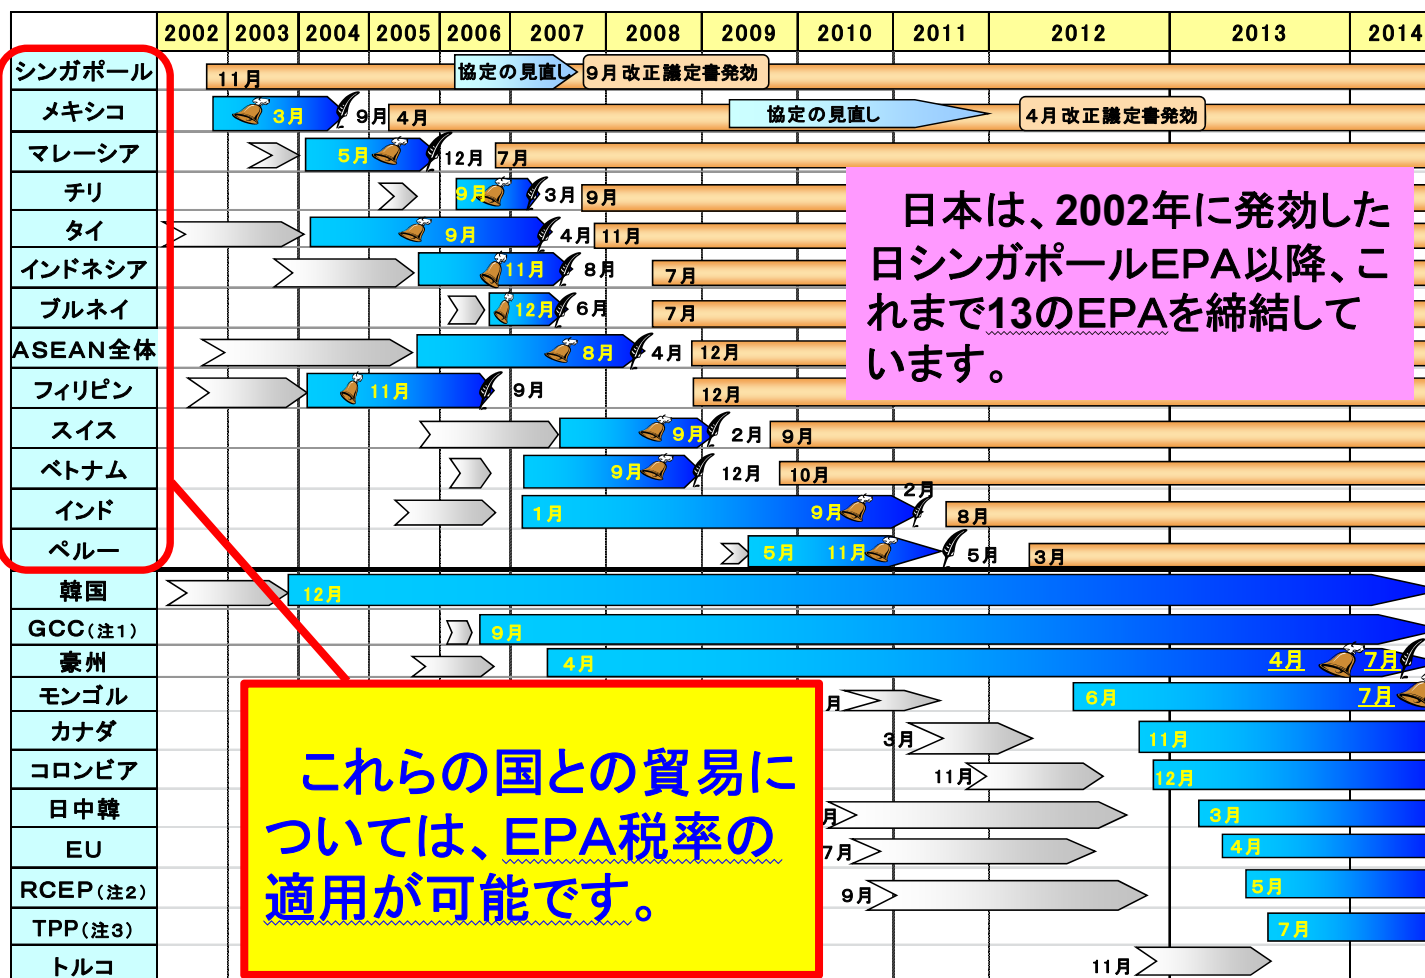 2002 2003 2004 2005 2006 2007 2008 2009 2010 2011 2012 2013 2014
シンガポール 11月 協定の見直し 9月改正議定書発効
メキシコ 3月 9月 4月 協定の見直し 4月改正議定書発効
マレーシア 5月 12月 7月
チリ 9月 3月 9月
タイ 9月 4月 11月
インドネシア 11月 8月 7月
ブルネイ 12月 6月 7月
ASEAN全体 8月 4月 12月
フィリピン 11月 9月 12月
スイス 9月 2月 9月
ベトナム 9月 12月 10月
インド 1月 9月 2月 8月
ペルー 5月 11月 5月 3月
日本は、2002年に発効した
日シンガポールEPA以降、こ
れまで13のEPAを締結して
います。
韓国 12月
GCC(注1) 9月
豪州 4月 4月 7月
モンゴル 月 6月 7月
カナダ 3月 11月
コロンビア 11月 12月
日中韓 月 3月
EU 7月 4月
RCEP(注2) 9月 5月
TPP(注3) 7月
トルコ 11月
これらの国との貿易に
ついては、EPA税率の
適用が可能です。